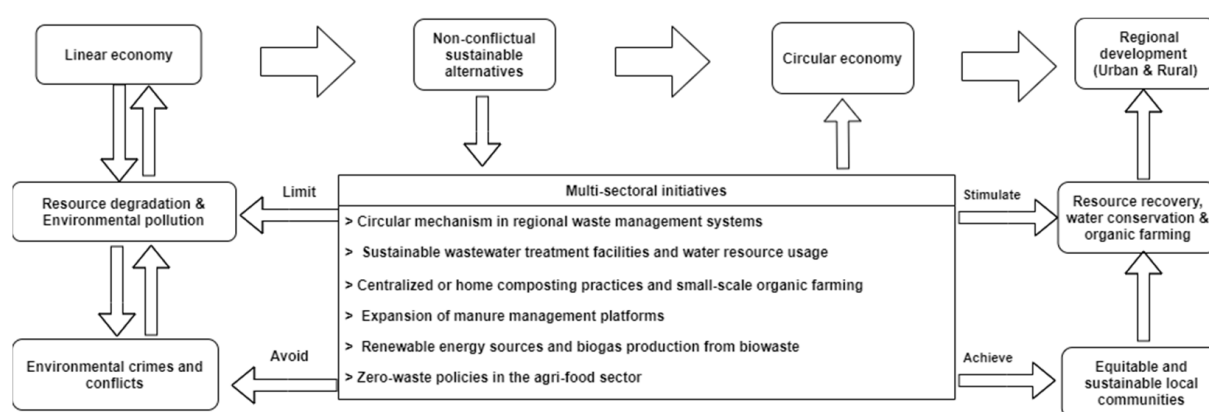 Linear economy
Non-conflictual
sustainable
alternatives
Circular economy
Regional
development
(Urban & Rural)
Resource degradation &
Environmental pollution
Limit
Multi-sectoral initiatives
> Circular mechanism in regional waste management systems
> Sustainable wastewater treatment facilities and water resource usage
> Centralized or home composting practices and small-scale organic farming
> Expansion of manure management platforms
> Renewable energy sources and biogas production from biowaste
> Zero-waste policies in the agri-food sector
Stimulate
Resource recovery,
water conservation &
organic farming
Environmental crimes and
conflicts
Avoid
Achieve
Equitable and
sustainable local
communities